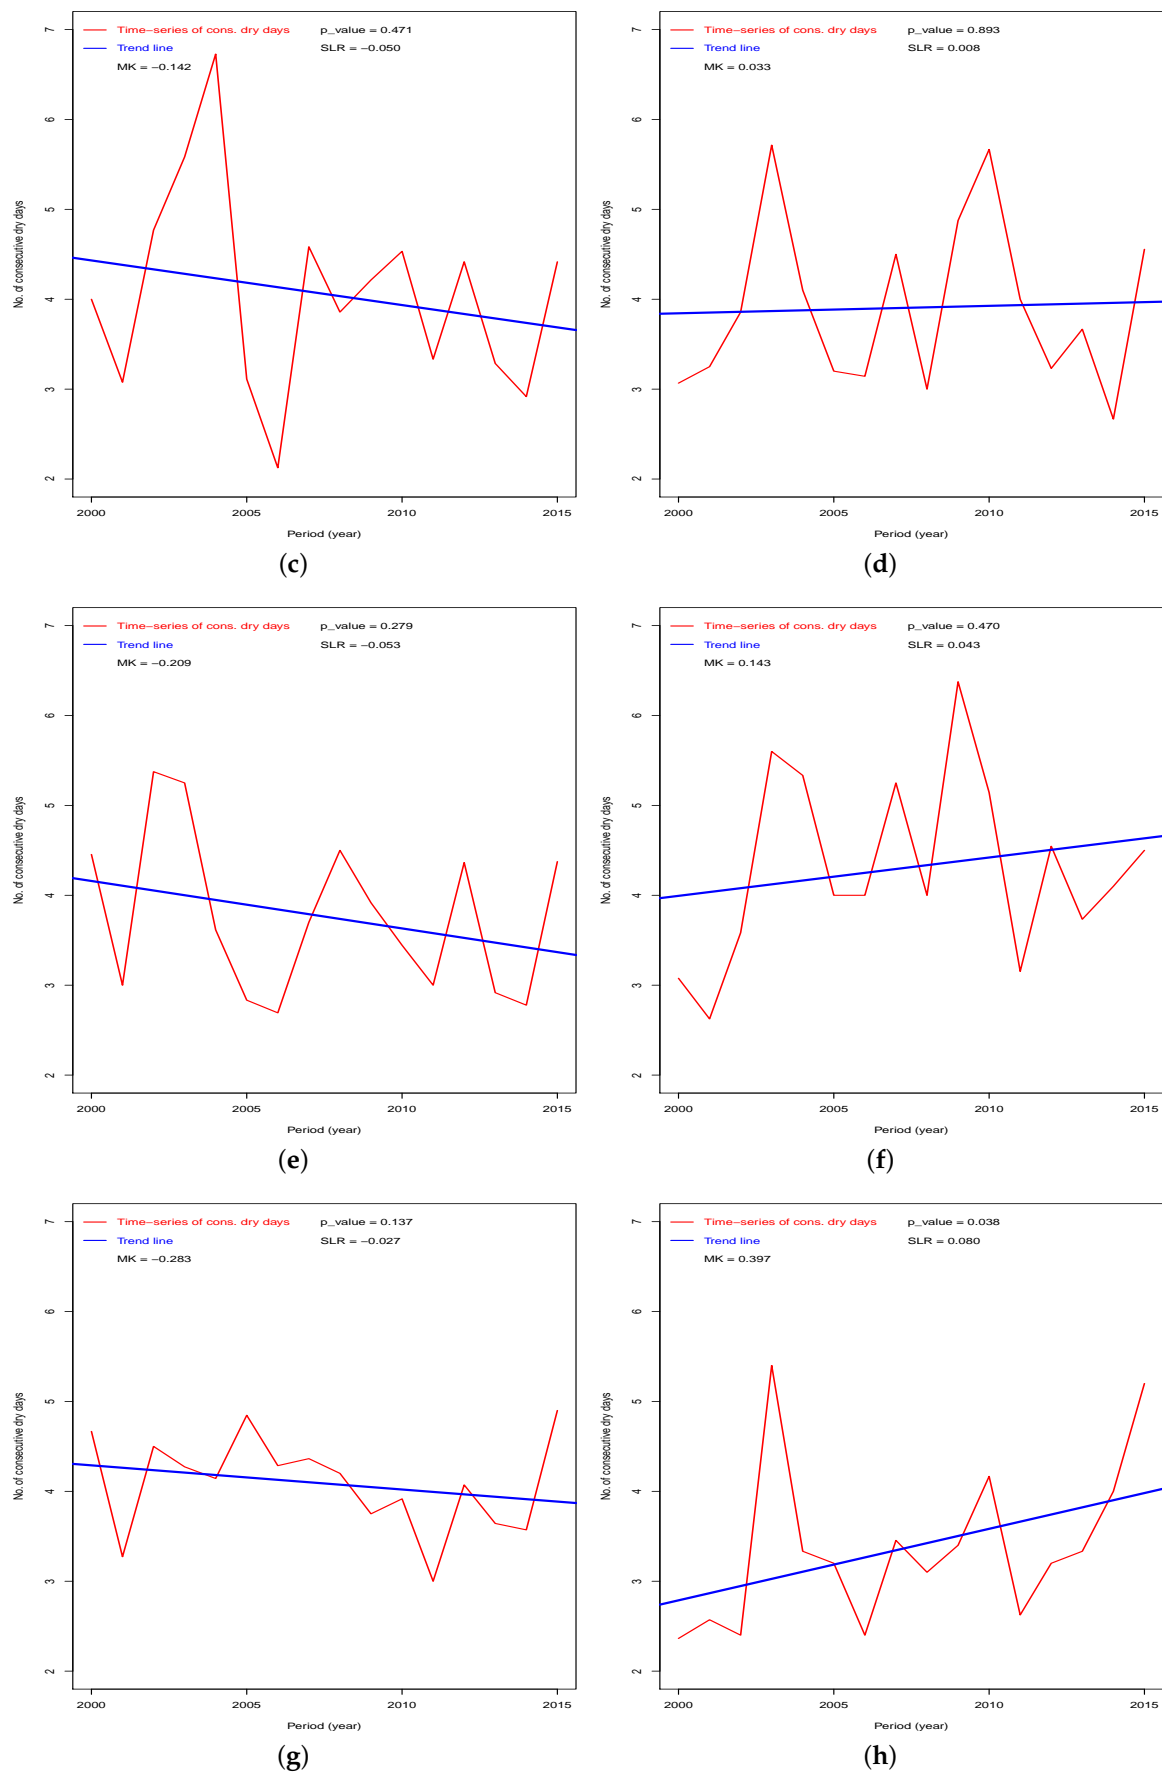 Time−series of cons. dry days p_value = 0.471
Trend line SLR = −0.050
MK = −0.142
No. of consecutive dry days
7
6
5
4
3
2
2000 2005 2010 2015
Period (year)
(c)
Time−series of cons. dry days p_value = 0.893
Trend line SLR = 0.008
MK = 0.033
No. of consecutive dry days
7
6
5
4
3
2
2000 2005 2010 2015
Period (year)
(d)
Time−series of cons. dry days p_value = 0.279
Trend line SLR = −0.053
MK = −0.209
No. of consecutive dry days
7
6
5
4
3
2
2000 2005 2010 2015
Period (year)
(e)
Time−series of cons. dry days p_value = 0.470
Trend line SLR = 0.043
MK = 0.143
No. of consecutive dry days
7
6
5
4
3
2
2000 2005 2010 2015
Period (year)
(f)
Time−series of cons. dry days p_value = 0.137
Trend line SLR = −0.027
MK = −0.283
No. of consecutive dry days
7
6
5
4
3
2
2000 2005 2010 2015
Period (year)
(g)
Time−series of cons. dry days p_value = 0.038
Trend line SLR = 0.080
MK = 0.397
No. of consecutive dry days
7
6
5
4
3
2
2000 2005 2010 2015
Period (year)
(h)